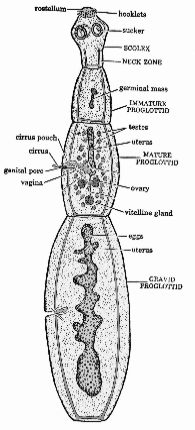 rostellum
hooklets
sucker
SCOLEX
NECK ZONE
germinal mass
IMMATURE
PROGLOTTID
testes
cirrus pouch
uterus
cirrus
MATURE
PROGLOTTID
genital pore
vagina
ovary
vitelline gland
eggs
uterus
GRAVID
PROGLOTTID